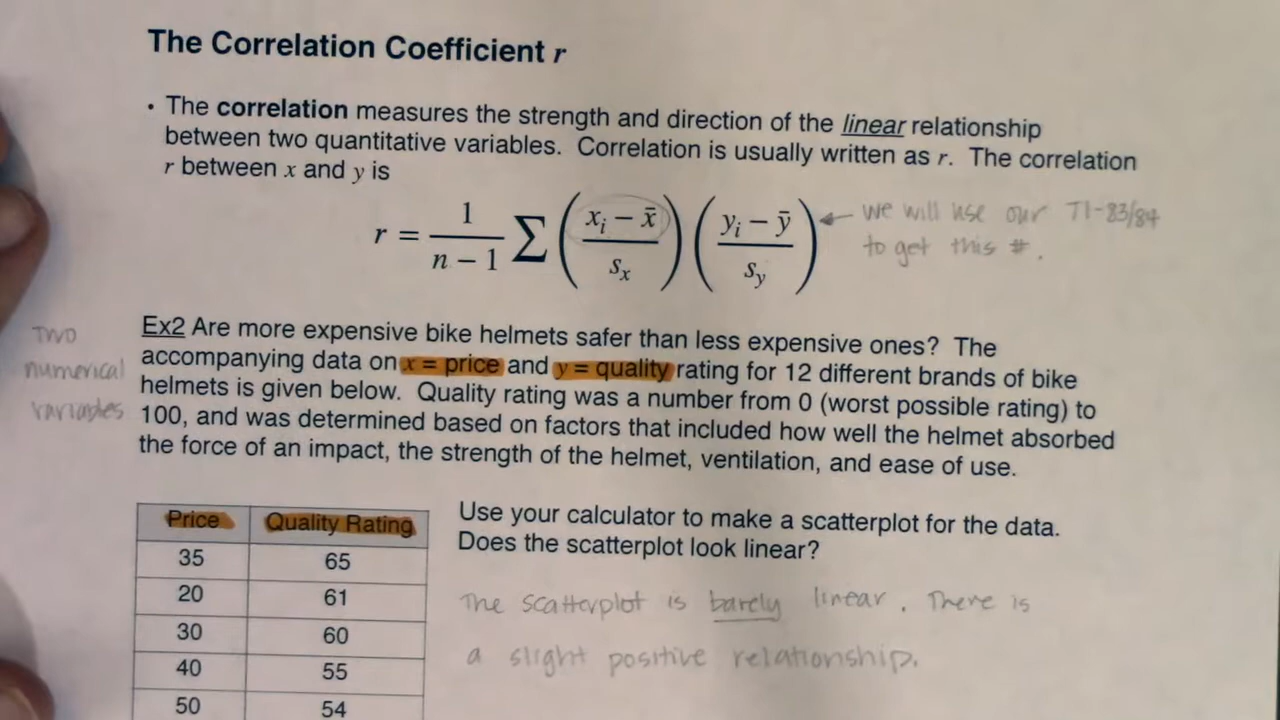 The Correlation Coefficient r
• The correlation measures the strength and direction of the linear relationship
between two quantitative variables. Correlation is usually written as r. The correlation
r between x and y is
r = 1/(n − 1) Σ ((xᵢ − x̄)/sₓ) ((yᵢ − ȳ)/s_y)
we will use our TI-83/84
to get this #.
Two
numerical
variables
Ex2 Are more expensive bike helmets safer than less expensive ones? The
accompanying data on x = price and y = quality rating for 12 different brands of bike
helmets is given below. Quality rating was a number from 0 (worst possible rating) to
100, and was determined based on factors that included how well the helmet absorbed
the force of an impact, the strength of the helmet, ventilation, and ease of use.
Price Quality Rating
35 65
20 61
30 60
40 55
50 54
Use your calculator to make a scatterplot for the data.
Does the scatterplot look linear?
The scatterplot is barely linear. There is
a slight positive relationship.